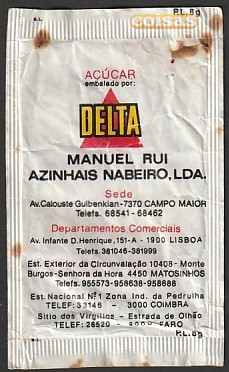 coisas
P.L. 8g
R.L.
AÇÚCAR
embalado por:
DELTA
MANUEL RUI
AZINHAIS NABEIRO, LDA.
Sede
Av. Calouste Gulbenkian-7370 CAMPO MAIOR
Telefs. 68541 - 68462
Departamentos Comerciais
Av. Infante D. Henrique, 151-A - 1900 LISBOA
Telefs. 381046-381999
Est. Exterior da Circunvalação 10408 - Monte
Burgos-Senhora da Hora 4450 MATOSINHOS
Telefs. 955573-958638-958688
Est. Nacional Nº1 Zona Ind. da Pedrulha
TELEF: 33146 - 3000 COIMBRA
Sitio dos Virgilios - Estrada de Olhão
TELEF: 28520 - FARO
R.L.
P.L. 8g